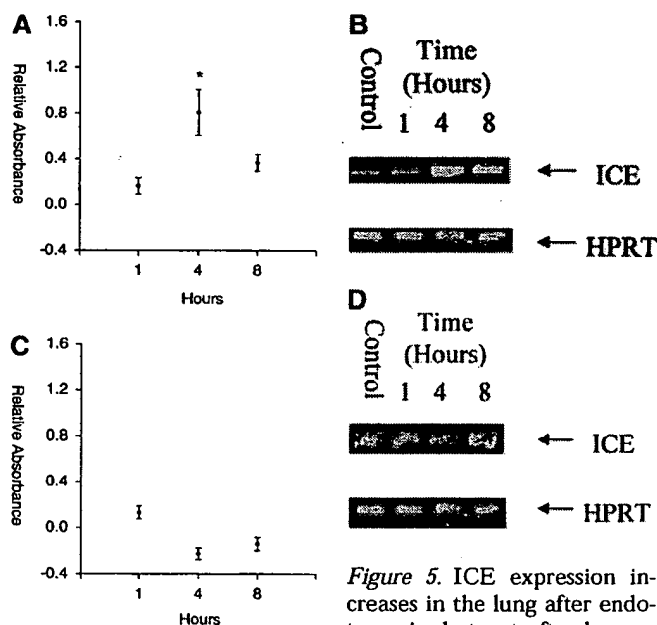 A
1.6
1.2
0.8
0.4
0.0
-0.4
Relative Absorbance
*
1 4 8
Hours
B
Control
Time
(Hours)
1 4 8
ICE
HPRT
C
1.6
1.2
0.8
0.4
0.0
-0.4
Relative Absorbance
1 4 8
Hours
D
Control
Time
(Hours)
1 4 8
ICE
HPRT
Figure 5. ICE expression in-
creases in the lung after endo-